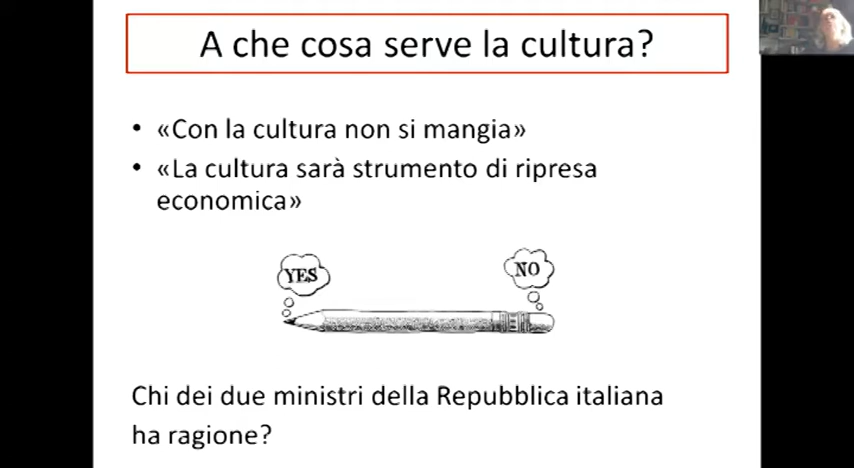 A che cosa serve la cultura?
• «Con la cultura non si mangia»
• «La cultura sarà strumento di ripresa
economica»
YES
NO
Chi dei due ministri della Repubblica italiana
ha ragione?